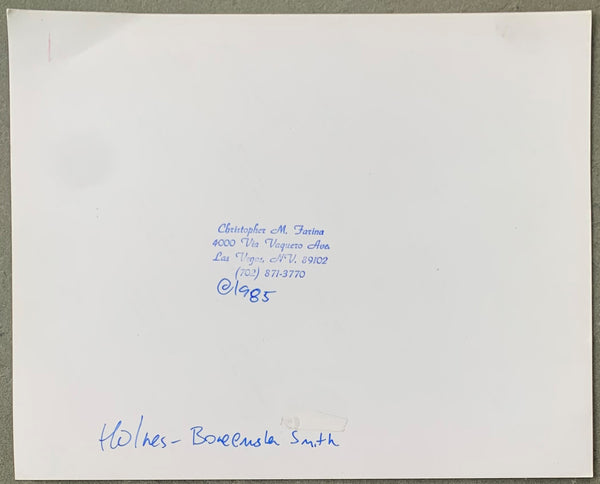 Christopher M. Farina
4000 Via Vaquero Ave.
Las Vegas, NV. 89102
(702) 871-3770
©1985
Holmes - Bonecrusher Smith